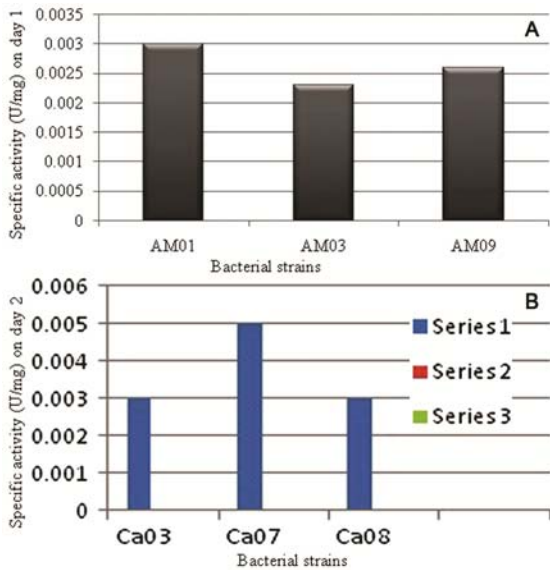 A
Specific activity (U/mg) on day 1
0.0035
0.003
0.0025
0.002
0.0015
0.001
0.0005
0
AM01 AM03 AM09
Bacterial strains
B
Specific activity (U/mg) on day 2
0.006
0.005
0.004
0.003
0.002
0.001
0
Series1
Series2
Series3
Ca03 Ca07 Ca08
Bacterial strains